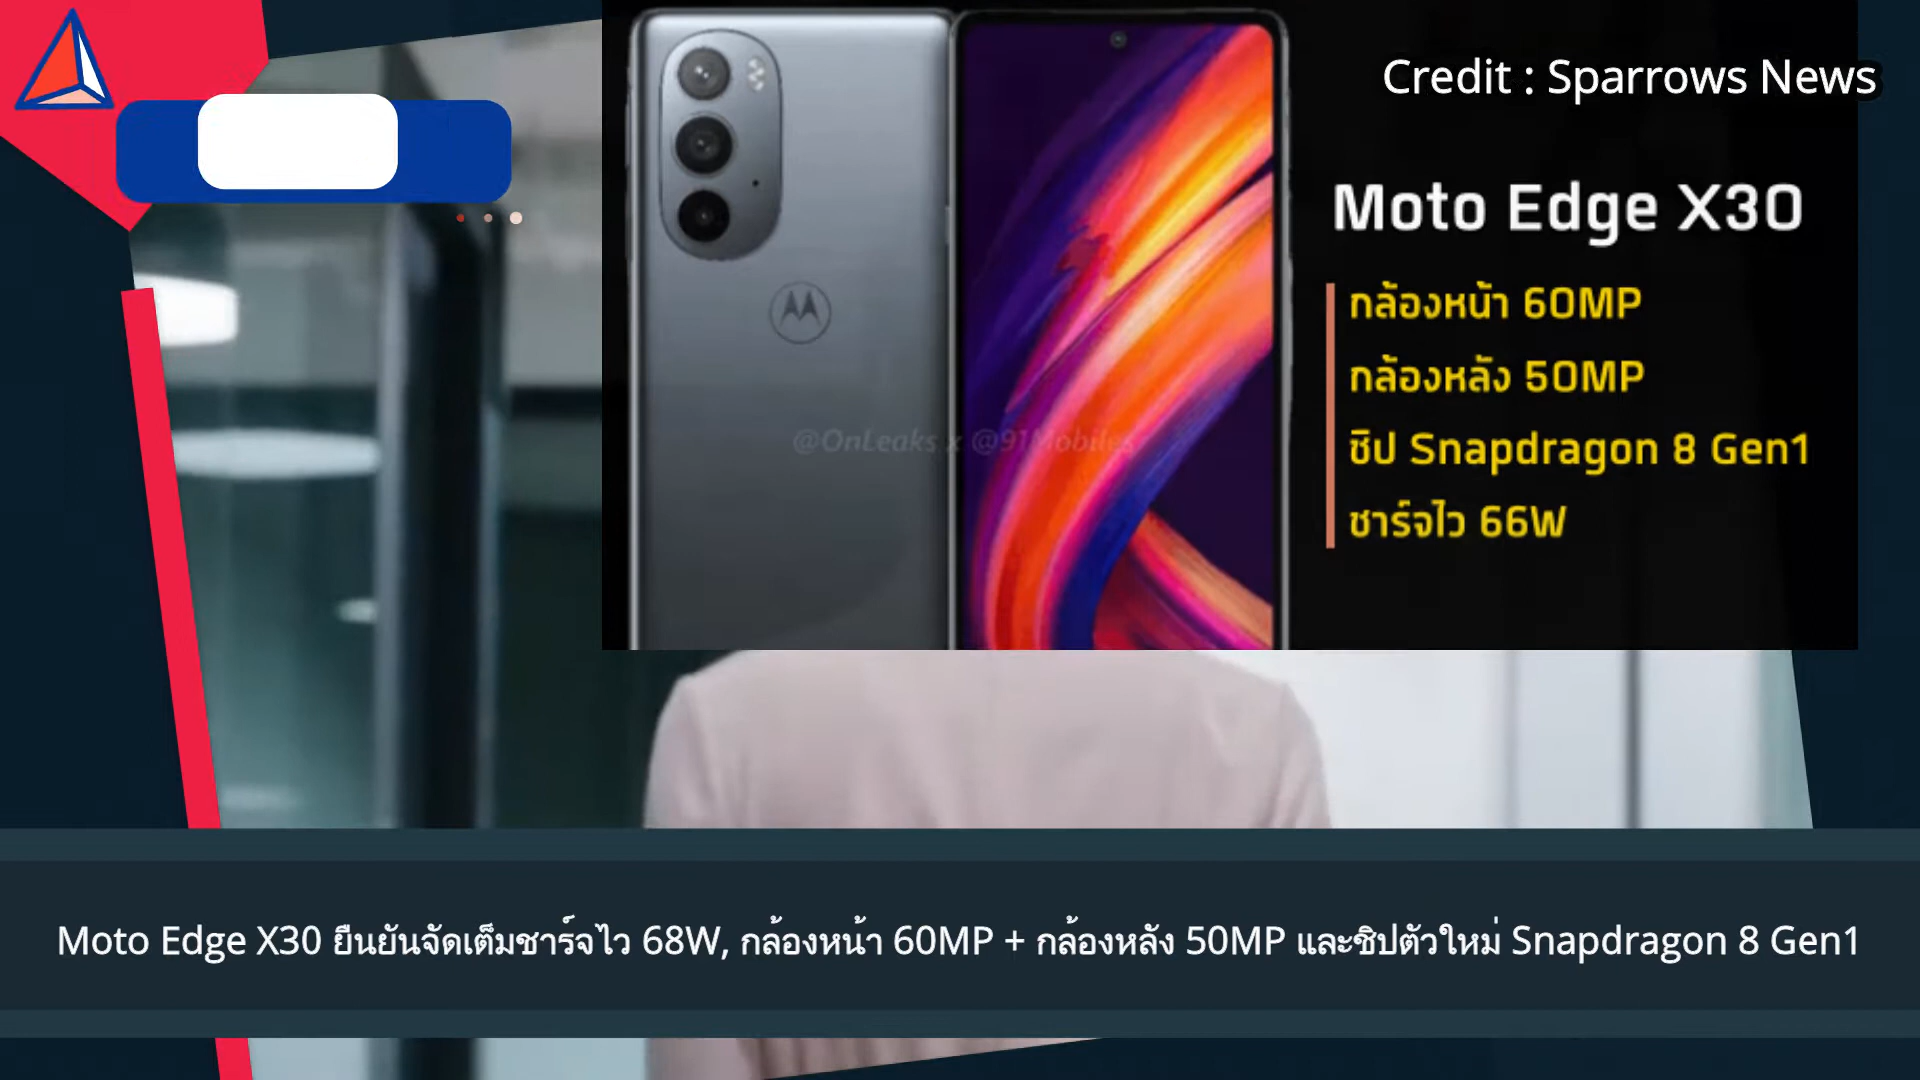 Credit : Sparrows News
Moto Edge X30
กล้องหน้า 60MP
กล้องหลัง 50MP
ชิป Snapdragon 8 Gen1
ชาร์จไว 66W
@OnLeaks x @91Mobiles
Moto Edge X30 ยืนยันจัดเต็มชาร์จไว 68W, กล้องหน้า 60MP + กล้องหลัง 50MP และชิปตัวใหม่ Snapdragon 8 Gen1